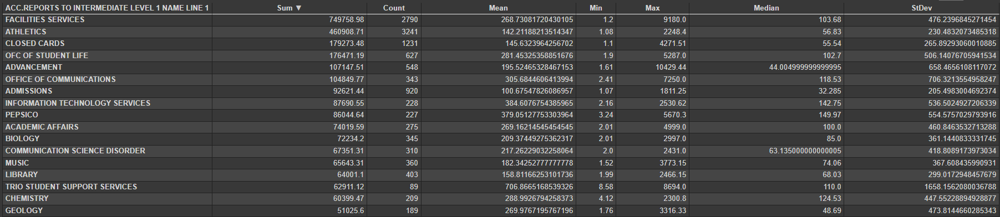 ACC.REPORTS TO INTERMEDIATE LEVEL 1 NAME LINE 1 Sum ▼ Count Mean Min Max Median StDev
FACILITIES SERVICES 749758.98 2790 268.73081720430105 1.2 9180.0 103.68 476.2396845271454
ATHLETICS 460908.71 3241 142.21188213514347 1.08 2248.4 56.83 230.4832073485318
CLOSED CARDS 179273.48 1231 145.6323964256702 1.1 4271.51 55.54 265.89293060010885
OFC OF STUDENT LIFE 176471.19 627 281.45325358851676 1.9 5287.0 102.7 506.14076705941534
ADVANCEMENT 107147.51 548 195.52465328467153 1.61 10429.44 44.004999999999995 658.4656108117072
OFFICE OF COMMUNICATIONS 104849.77 343 305.6844606413994 2.41 7250.0 118.53 706.3213554958247
ADMISSIONS 92621.44 920 100.67547826086957 1.07 1811.25 32.285 205.4983004692374
INFORMATION TECHNOLOGY SERVICES 87690.55 228 384.6076754385965 2.16 2530.62 142.75 536.5024927206339
PEPSICO 86044.64 227 379.05127753303964 3.24 5670.3 149.97 554.5757029793916
ACADEMIC AFFAIRS 74019.59 275 269.16214545454545 2.01 4999.0 100.0 460.8463532713288
BIOLOGY 72234.2 345 209.37449275362317 2.01 2997.0 85.0 361.1440833331745
COMMUNICATION SCIENCE DISORDER 67351.31 310 217.26229032258064 2.0 2431.0 63.135000000000005 418.8089173973034
MUSIC 65643.31 360 182.34252777777778 1.52 3773.15 74.06 367.608435990931
LIBRARY 64001.1 403 158.81166253101736 1.99 2466.15 68.03 299.0172948457679
TRIO STUDENT SUPPORT SERVICES 62911.12 89 706.8665168539326 8.58 8694.0 110.0 1658.1562080036788
CHEMISTRY 60399.47 209 288.9926794258373 4.12 2300.8 124.53 447.55228894928877
GEOLOGY 51025.6 189 269.9767195767196 1.76 3316.33 48.69 473.8144660285343